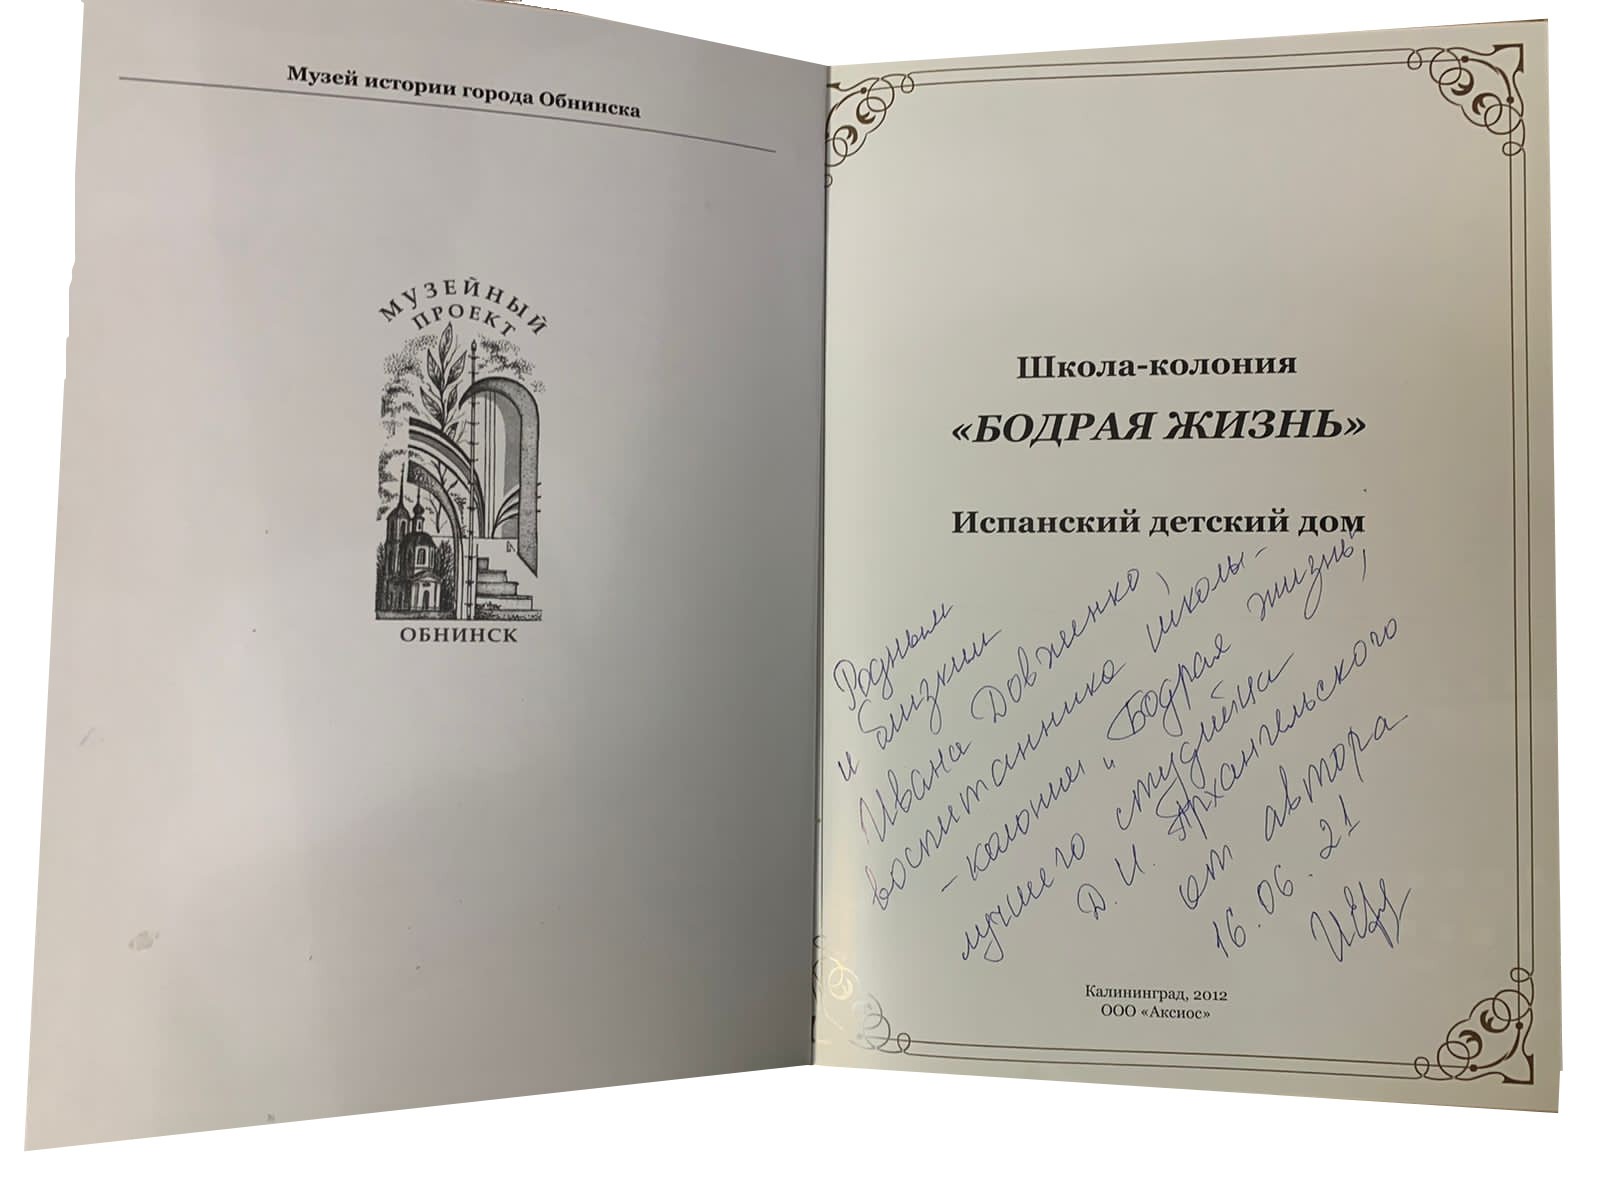 Музей истории города Обнинска
МУЗЕЙНЫЙ
ПРОЕКТ
ОБНИНСК
Школа-колония
«БОДРАЯ ЖИЗНЬ»
Испанский детский дом
Родным
и близким
Ивана Довженко,
воспитанника школы-
-колонии "Бодрая жизнь",
лучшего студийца
Д. И. Архангельского
от автора
16.06.21
Калининград, 2012
ООО «Аксиос»